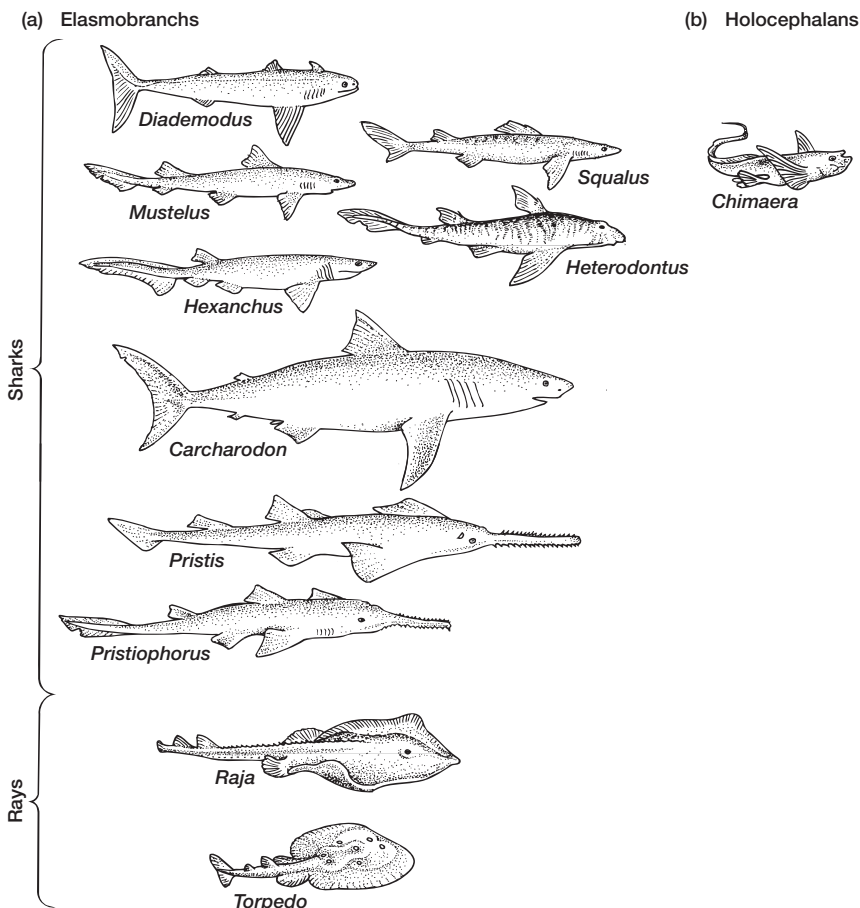 (a) Elasmobranchs
(b) Holocephalans
Diademodus
Squalus
Mustelus
Chimaera
Heterodontus
Hexanchus
Sharks
Carcharodon
Pristis
Pristiophorus
Raja
Rays
Torpedo